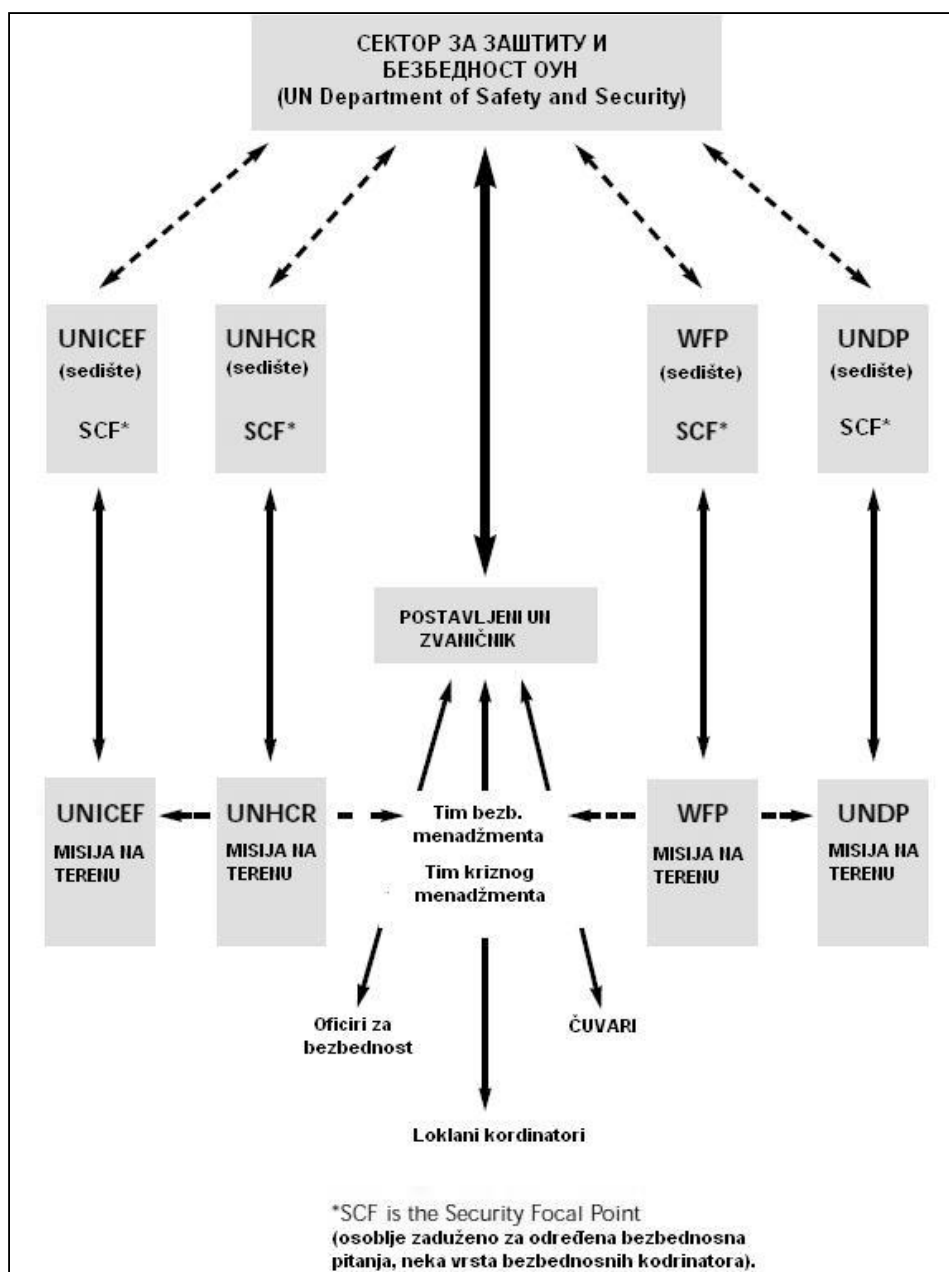 СЕКТОР ЗА ЗАШТИТУ И
БЕЗБЕДНОСТ ОУН
(UN Department of Safety and Security)
UNICEF
(sedište)
SCF*
UNHCR
(sedište)
SCF*
WFP
(sedište)
SCF*
UNDP
(sedište)
SCF*
POSTAVLJENI UN
ZVANIČNIK
UNICEF
MISIJA NA
TERENU
UNHCR
MISIJA NA
TERENU
Tim bezb.
menadžmenta
Tim kriznog
menadžmenta
WFP
MISIJA NA
TERENU
UNDP
MISIJA NA
TERENU
Oficiri za
bezbednost
ČUVARI
Loklani kordinatori
*SCF is the Security Focal Point
(osoblje zaduženo za određena bezbednosna
pitanja, neka vrsta bezbednosnih kodrinatora).